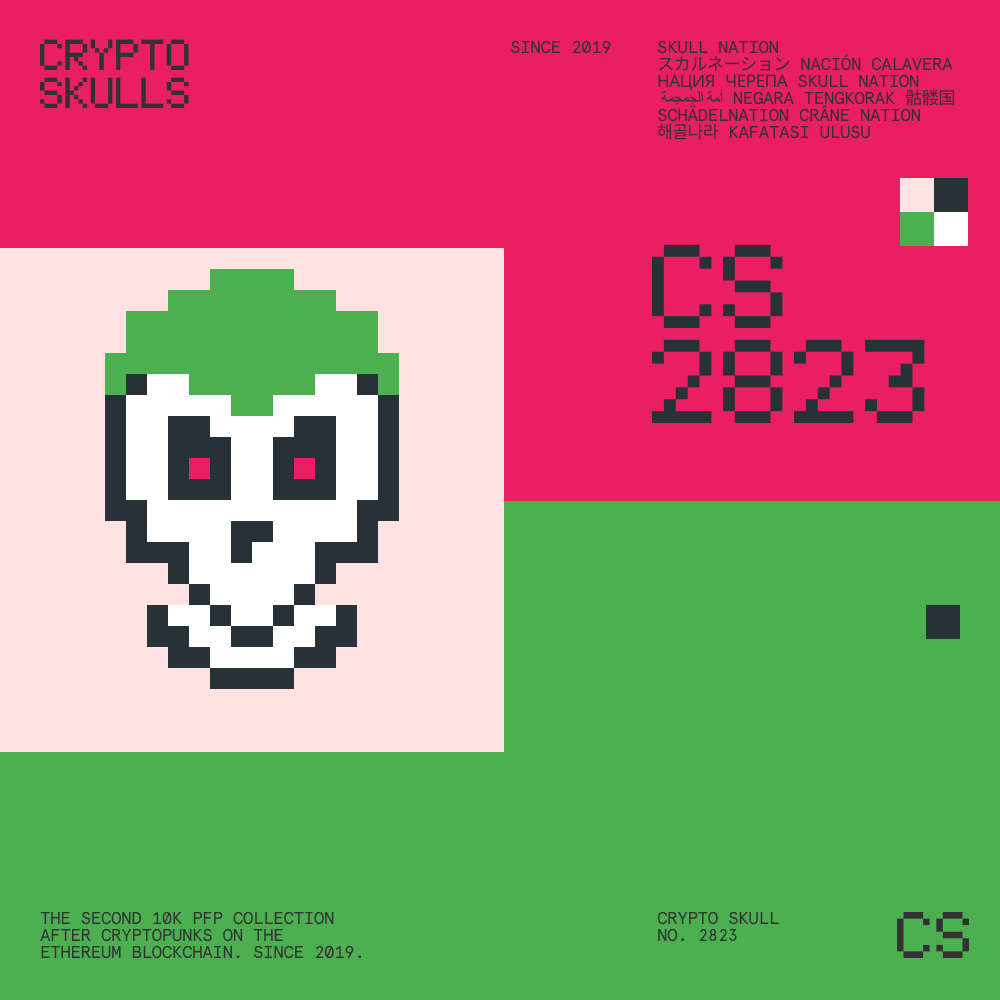 CRYPTO
SKULLS
SINCE 2019
SKULL NATION
スカルネーション NACIÓN CALAVERA
НАЦИЯ ЧЕРЕПА SKULL NATION
أمة الجمجمة NEGARA TENGKORAK 骷髅国
SCHÄDELNATION CRÂNE NATION
해골나라 KAFATASI ULUSU
CS
2823
THE SECOND 10K PFP COLLECTION
AFTER CRYPTOPUNKS ON THE
ETHEREUM BLOCKCHAIN. SINCE 2019.
CRYPTO SKULL
NO. 2823
CS